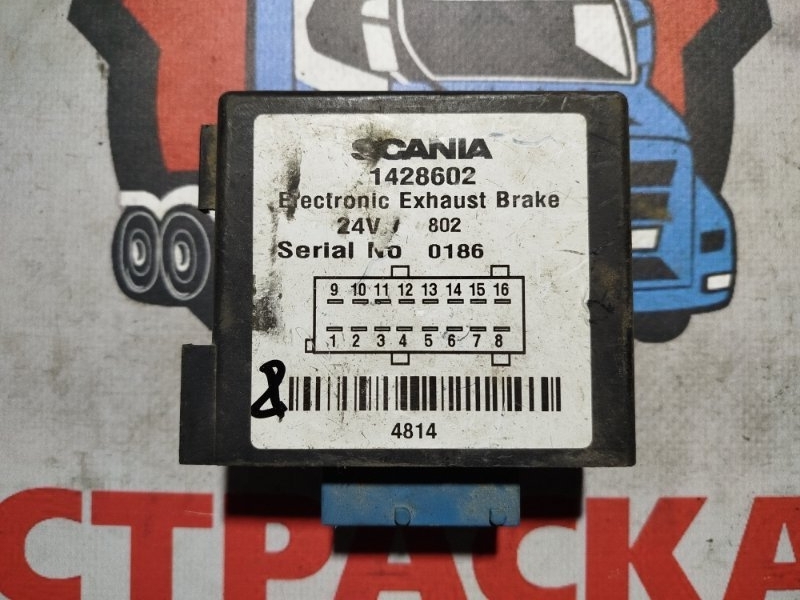 SCANIA
1428602
Electronic Exhaust Brake
24V / 802
Serial No 0186
9 10 11 12 13 14 15 16
1 2 3 4 5 6 7 8
8
4814
СТРАСКА